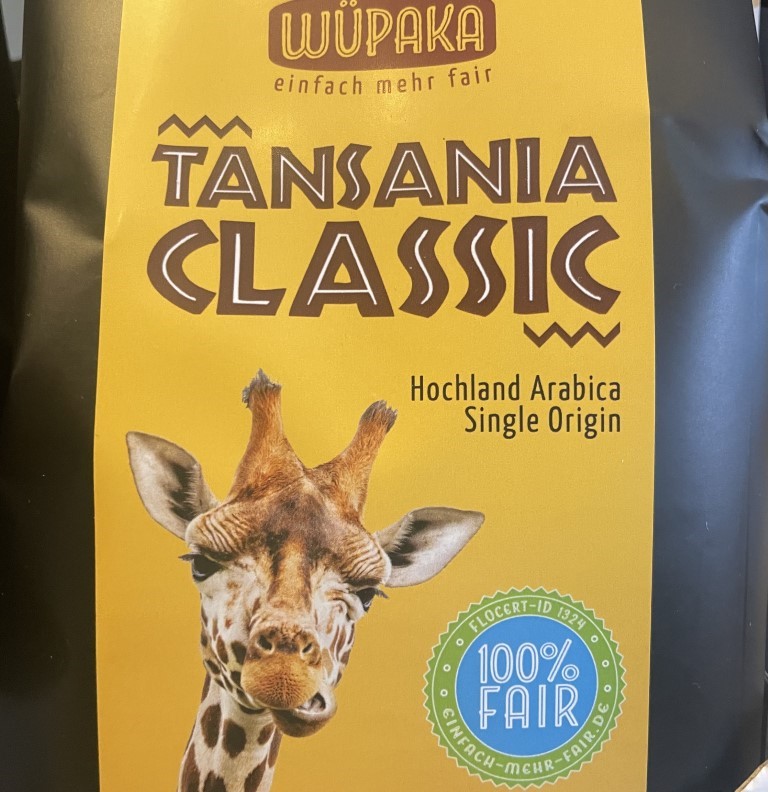 WÜPAKA
einfach mehr fair
TANSANIA
CLASSIC
Hochland Arabica
Single Origin
FLOCERT-ID 1324
100%
FAIR
EINFACH-MEHR-FAIR.DE